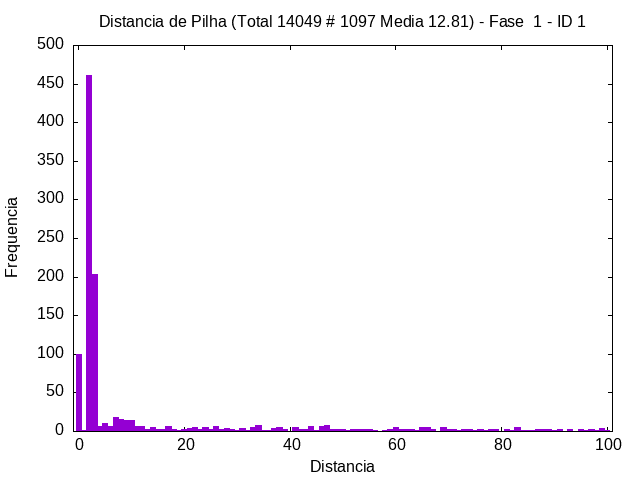 Distancia de Pilha (Total 14049 # 1097 Media 12.81) - Fase  1 - ID 1
500
450
400
350
300
250
200
150
100
50
0
Frequencia
0 20 40 60 80 100
Distancia